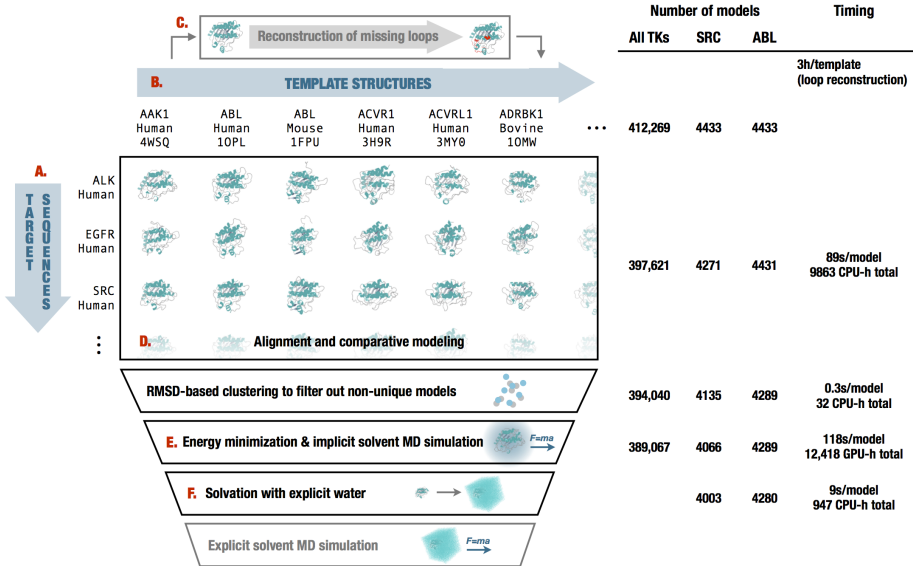 C.
Reconstruction of missing loops
Number of models
Timing
All TKs SRC ABL
B. TEMPLATE STRUCTURES
3h/template
(loop reconstruction)
AAK1 ABL ABL ACVR1 ACVRL1 ADRBK1
Human Human Mouse Human Human Bovine
4WSQ 1OPL 1FPU 3H9R 3MY0 1OMW
... 412,269 4433 4433
A.
TARGET
SEQUENCES
ALK
Human
EGFR
Human
SRC
Human
397,621 4271 4431
89s/model
9863 CPU-h total
D. Alignment and comparative modeling
RMSD-based clustering to filter out non-unique models
394,040 4135 4289
0.3s/model
32 CPU-h total
E. Energy minimization & implicit solvent MD simulation F=ma
389,067 4066 4289
118s/model
12,418 GPU-h total
F. Solvation with explicit water
4003 4280
9s/model
947 CPU-h total
Explicit solvent MD simulation F=ma